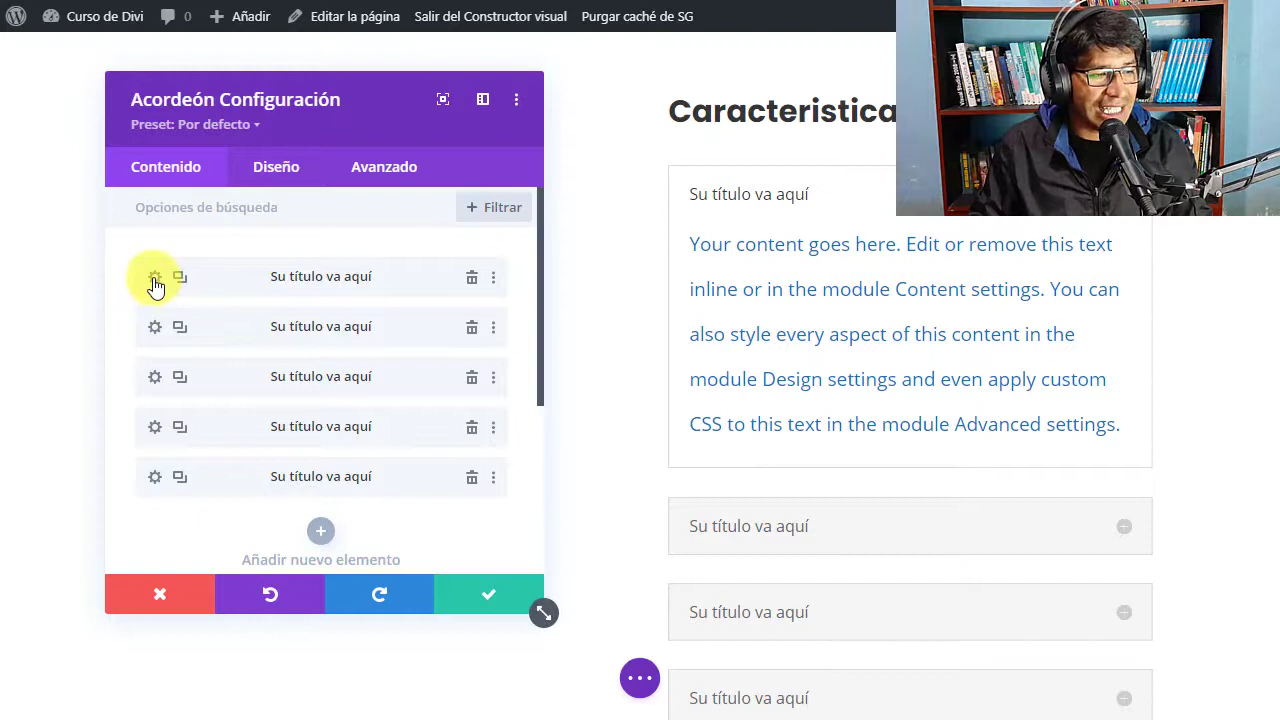 Curso de Divi 0 Añadir Editar la página Salir del Constructor visual Purgar caché de SG
Acordeón Configuración
Preset: Por defecto
Contenido Diseño Avanzado
Opciones de búsqueda
+ Filtrar
Su título va aquí
Su título va aquí
Su título va aquí
Su título va aquí
Su título va aquí
Añadir nuevo elemento
Caracteristica
Su título va aquí
Your content goes here. Edit or remove this text
inline or in the module Content settings. You can
also style every aspect of this content in the
module Design settings and even apply custom
CSS to this text in the module Advanced settings.
Su título va aquí
Su título va aquí
Su título va aquí